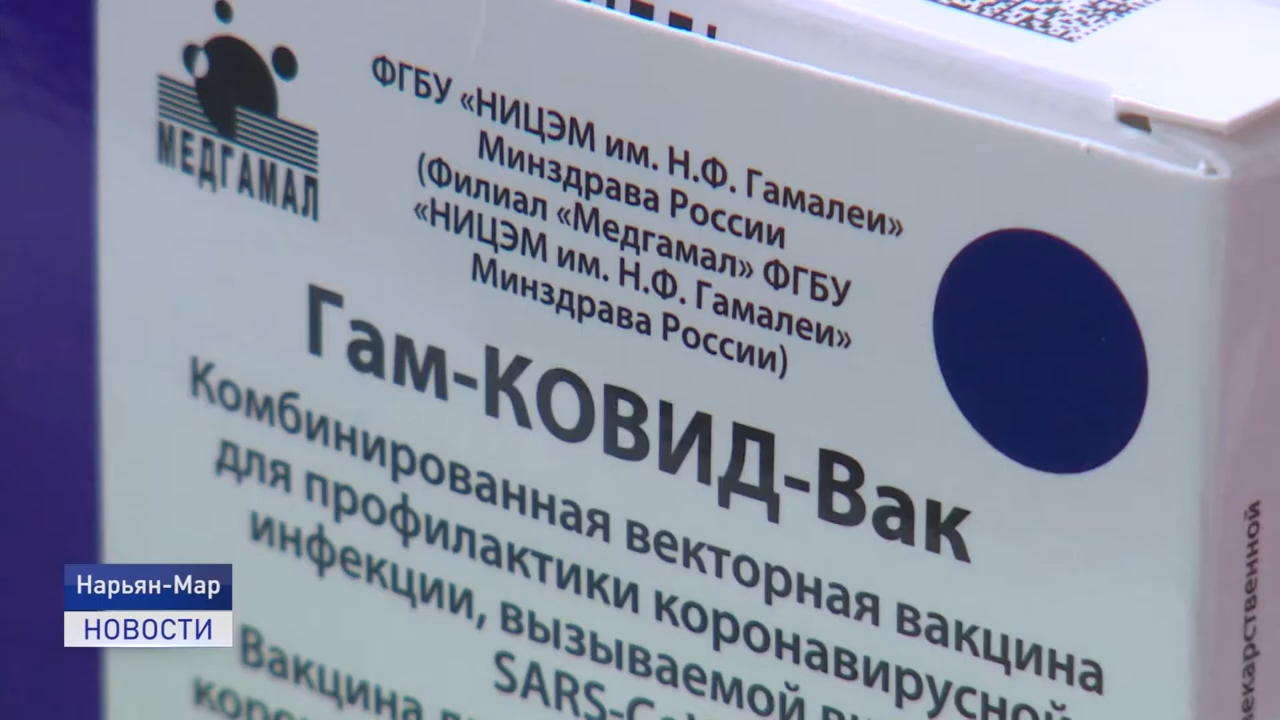 МЕДГАМАЛ
ФГБУ «НИЦЭМ им. Н.Ф. Гамалеи»
Минздрава России
(Филиал «Медгамал» ФГБУ
«НИЦЭМ им. Н.Ф. Гамалеи»
Минздрава России)
Гам-КОВИД-Вак
Комбинированная векторная вакцина
для профилактики коронавирусной
инфекции, вызываемой
SARS-Co
Вакцина
Нарьян-Мар
НОВОСТИ